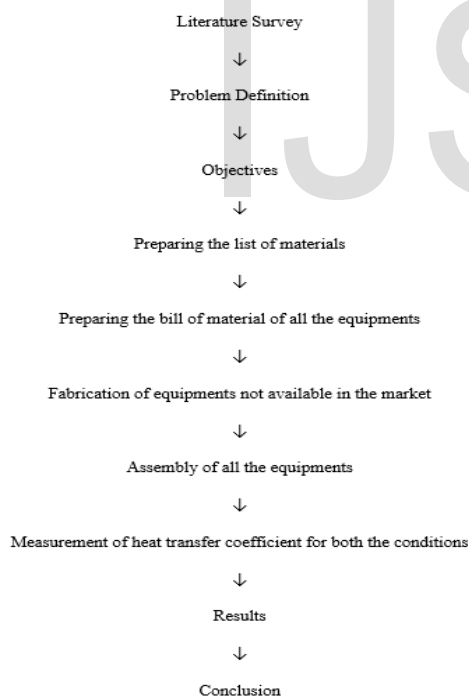 Literature Survey
↓
Problem Definition
↓
Objectives
↓
Preparing the list of materials
↓
Preparing the bill of material of all the equipments
↓
Fabrication of equipments not available in the market
↓
Assembly of all the equipments
↓
Measurement of heat transfer coefficient for both the conditions
↓
Results
↓
Conclusion